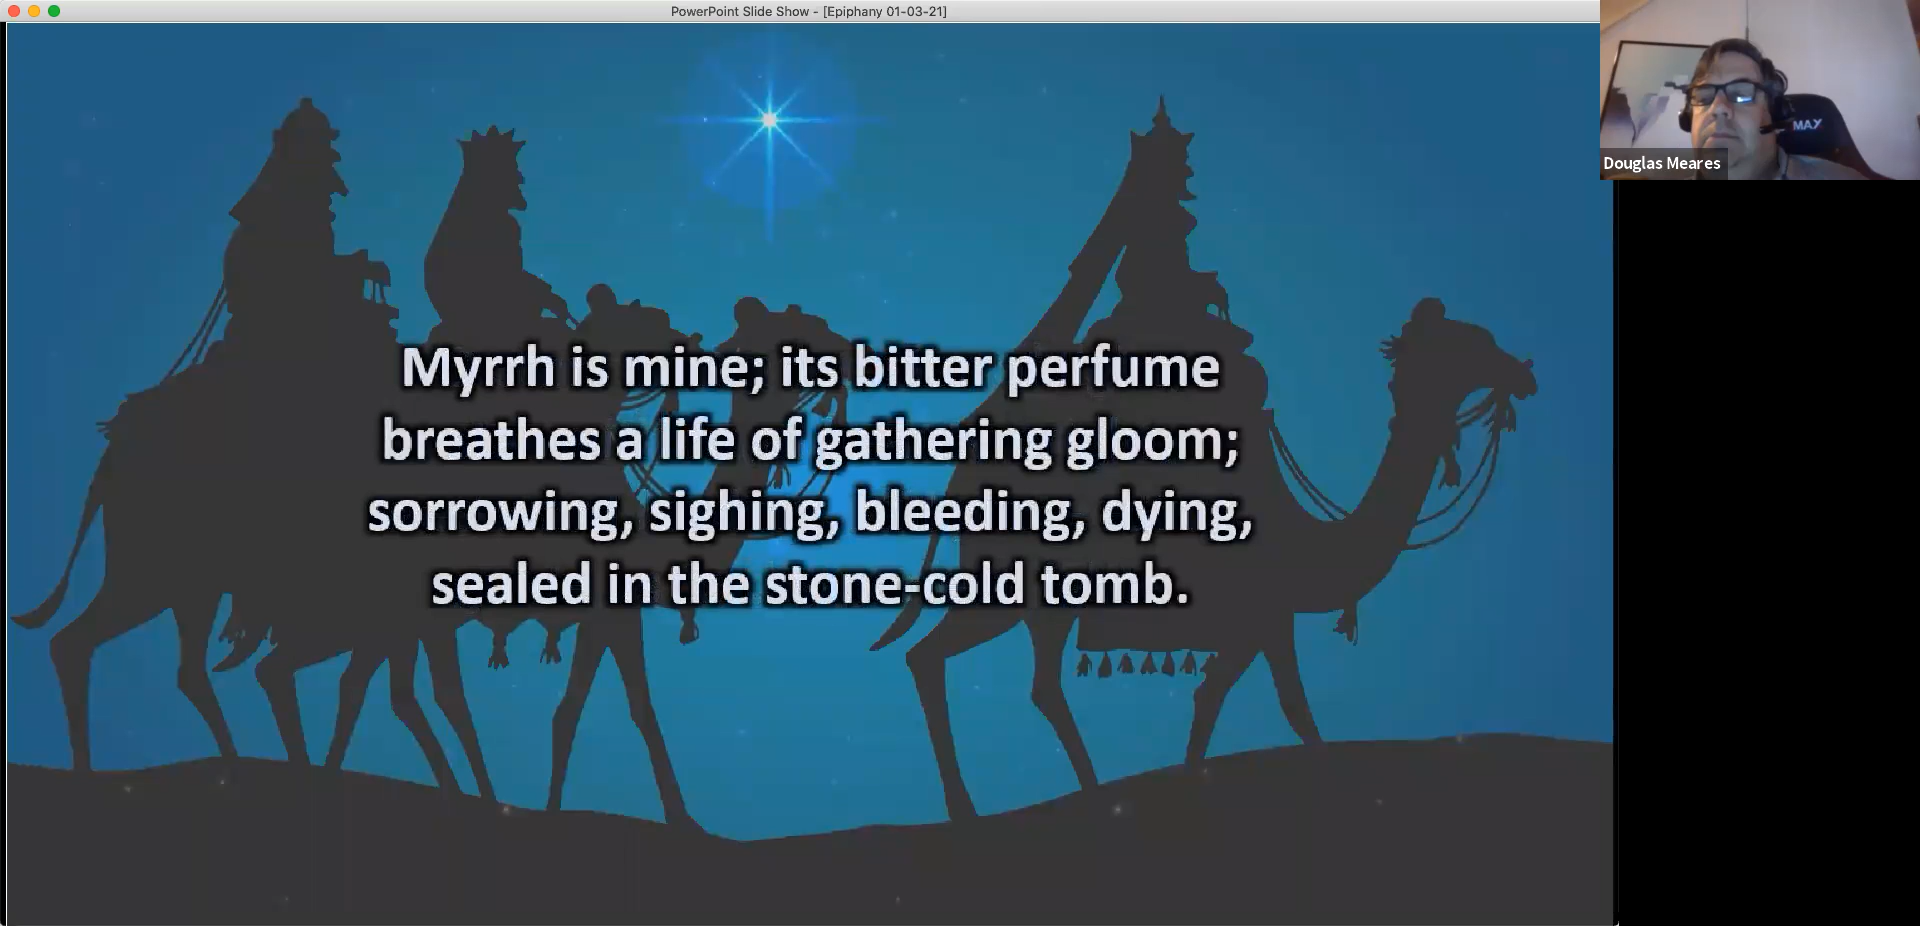 PowerPoint Slide Show - [Epiphany 01-03-21]
MAX
Douglas Meares
Myrrh is mine; its bitter perfume
breathes a life of gathering gloom;
sorrowing, sighing, bleeding, dying,
sealed in the stone-cold tomb.